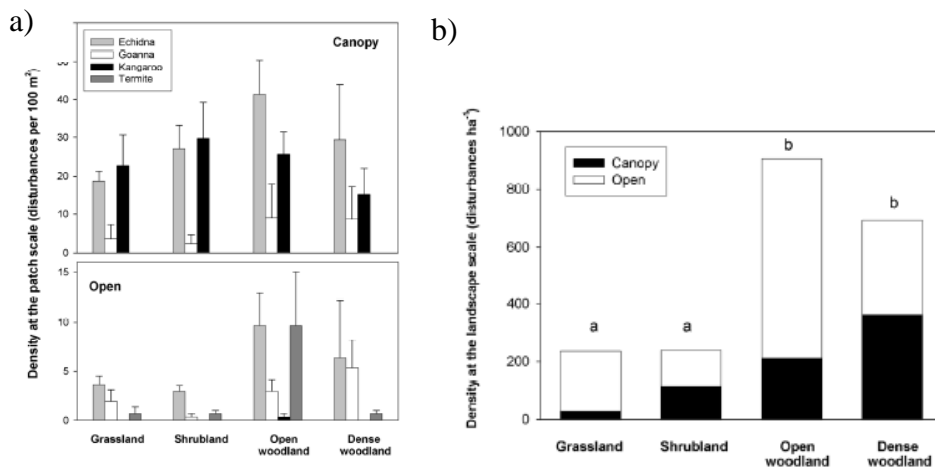 a)
Density at the patch scale (disturbances per 100 m²)
Echidna
Goanna
Kangaroo
Termite
Canopy
40
30
20
10
0
Open
15
10
5
0
Grassland
Shrubland
Open
woodland
Dense
woodland
b)
Density at the landscape scale (disturbances ha⁻¹)
1000
800
600
400
200
0
Canopy
Open
a
a
b
b
Grassland
Shrubland
Open
woodland
Dense
woodland